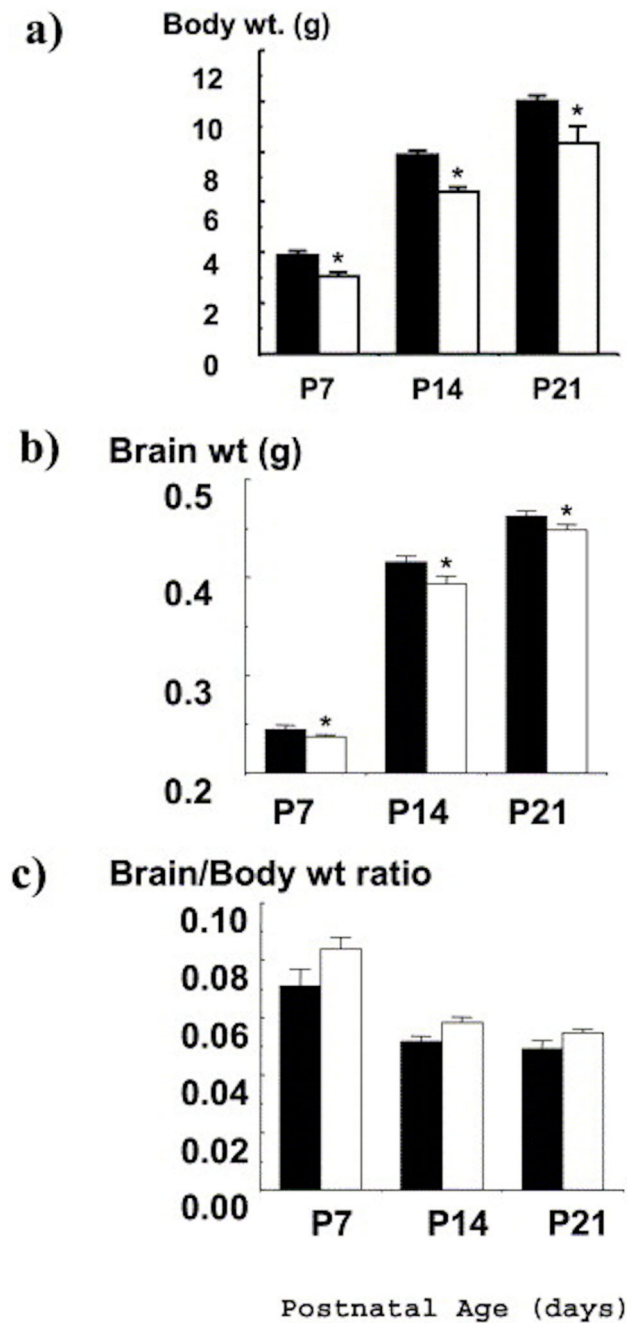 a)
Body wt. (g)
12
10
8
6
4
2
0
*
*
*
P7 P14 P21
b) Brain wt (g)
0.5
0.4
0.3
0.2
*
*
*
P7 P14 P21
c) Brain/Body wt ratio
0.10
0.08
0.06
0.04
0.02
0.00
P7 P14 P21
Postnatal Age (days)